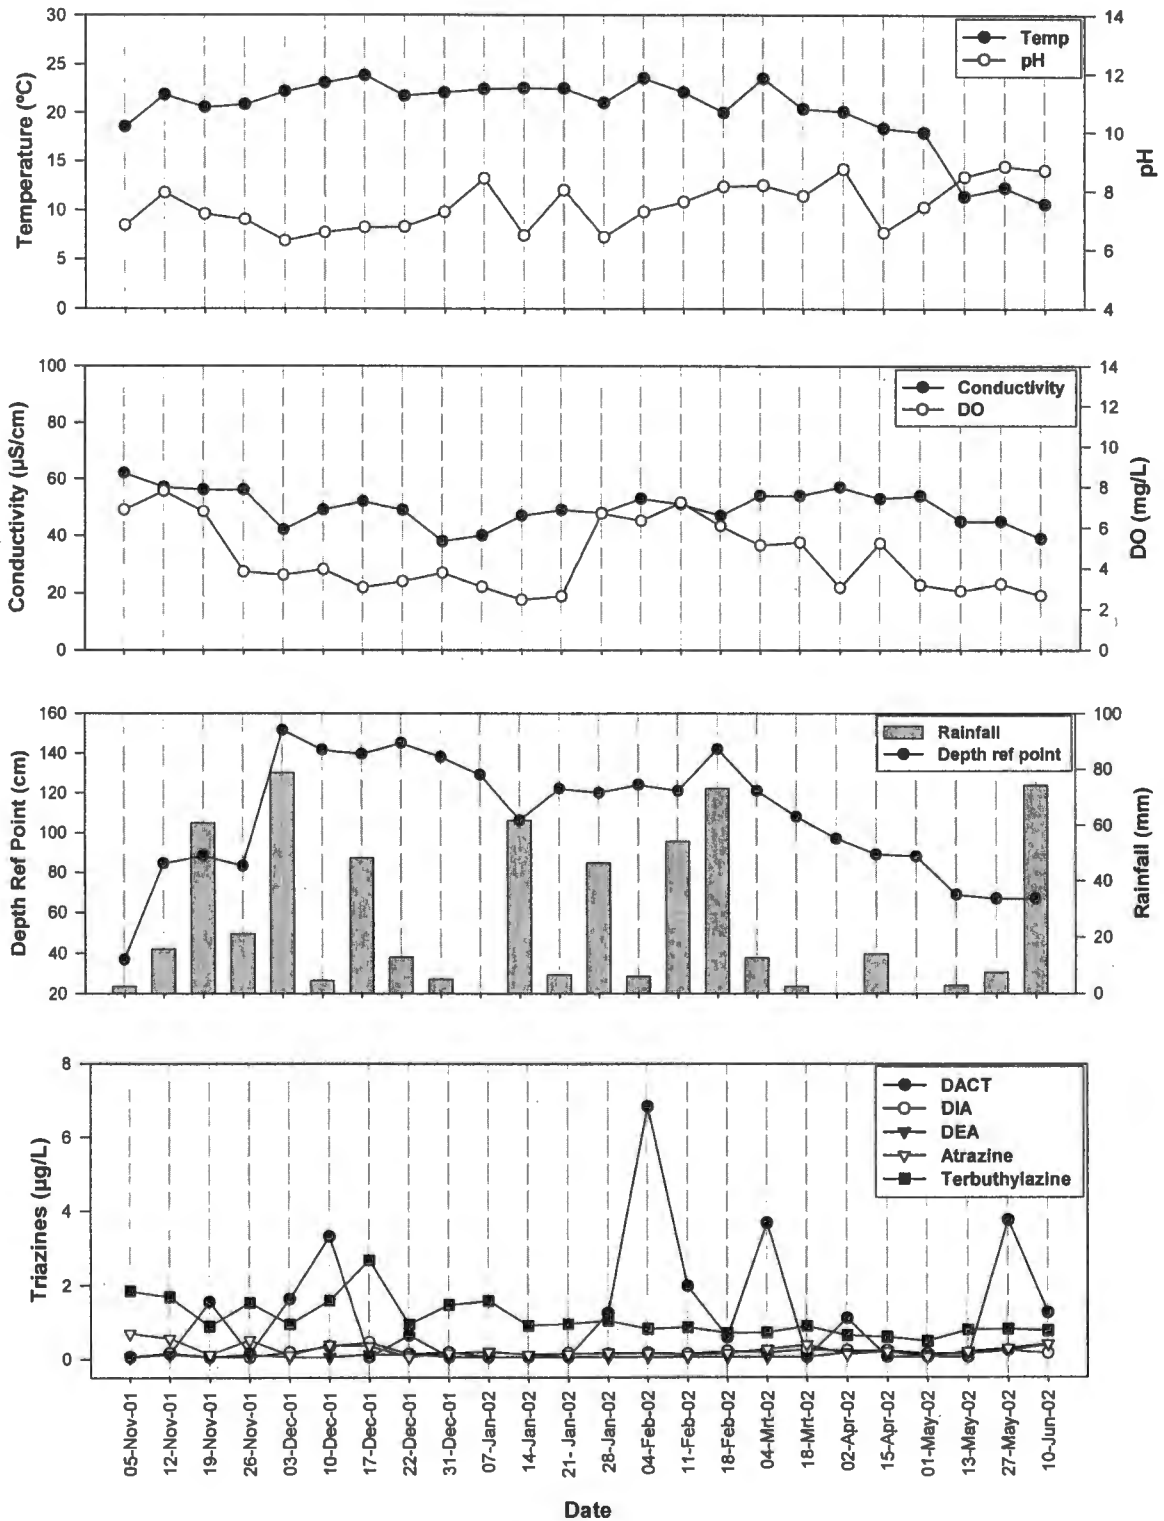 30
25
20
15
10
5
0
Temperature (ºC)
14
12
10
8
6
4
pH
Temp
pH
100
80
60
40
20
0
Conductivity (µS/cm)
14
12
10
8
6
4
2
0
DO (mg/L)
Conductivity
DO
160
140
120
100
80
60
40
20
Depth Ref Point (cm)
100
80
60
40
20
0
Rainfall (mm)
Rainfall
Depth ref point
8
6
4
2
0
Triazines (µg/L)
DACT
DIA
DEA
Atrazine
Terbuthylazine
05-Nov-01
12-Nov-01
19-Nov-01
26-Nov-01
03-Dec-01
10-Dec-01
17-Dec-01
22-Dec-01
31-Dec-01
07-Jan-02
14-Jan-02
21-Jan-02
28-Jan-02
04-Feb-02
11-Feb-02
18-Feb-02
04-Mrt-02
18-Mrt-02
02-Apr-02
15-Apr-02
01-May-02
13-May-02
27-May-02
10-Jun-02
Date